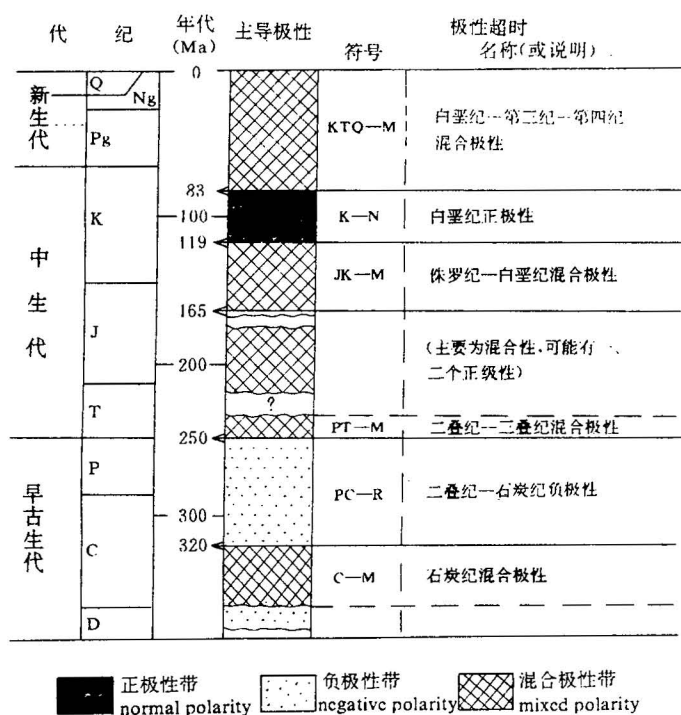 代 纪 年代 主导极性 极性超时
(Ma) 符号 名称(或说明)
新生代 Q 0
Ng
Pg KTQ—M 白垩纪—第三纪—第四纪
混合极性
83
中生代 K 100 K—N 白垩纪正极性
119
JK—M 侏罗纪—白垩纪混合极性
165
J (主要为混合性,可能有一、
200 二个正级性)
?
T PT—M 二叠纪—三叠纪混合极性
250
早古生代 P
PC—R 二叠纪—石炭纪负极性
300
320
C C—M 石炭纪混合极性
D
正极性带 负极性带 混合极性带
normal polarity negative polarity mixed polarity